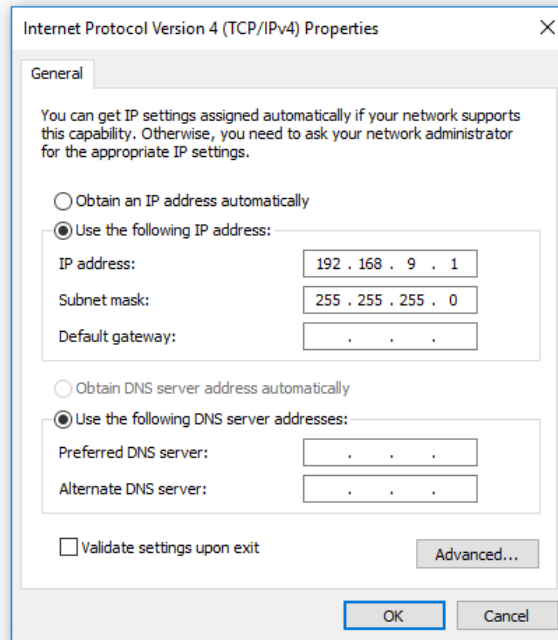 Internet Protocol Version 4 (TCP/IPv4) Properties
General
You can get IP settings assigned automatically if your network supports
this capability. Otherwise, you need to ask your network administrator
for the appropriate IP settings.
Obtain an IP address automatically
Use the following IP address:
IP address: 192 . 168 . 9 . 1
Subnet mask: 255 . 255 . 255 . 0
Default gateway: . . .
Obtain DNS server address automatically
Use the following DNS server addresses:
Preferred DNS server: . . .
Alternate DNS server: . . .
Validate settings upon exit
Advanced...
OK Cancel